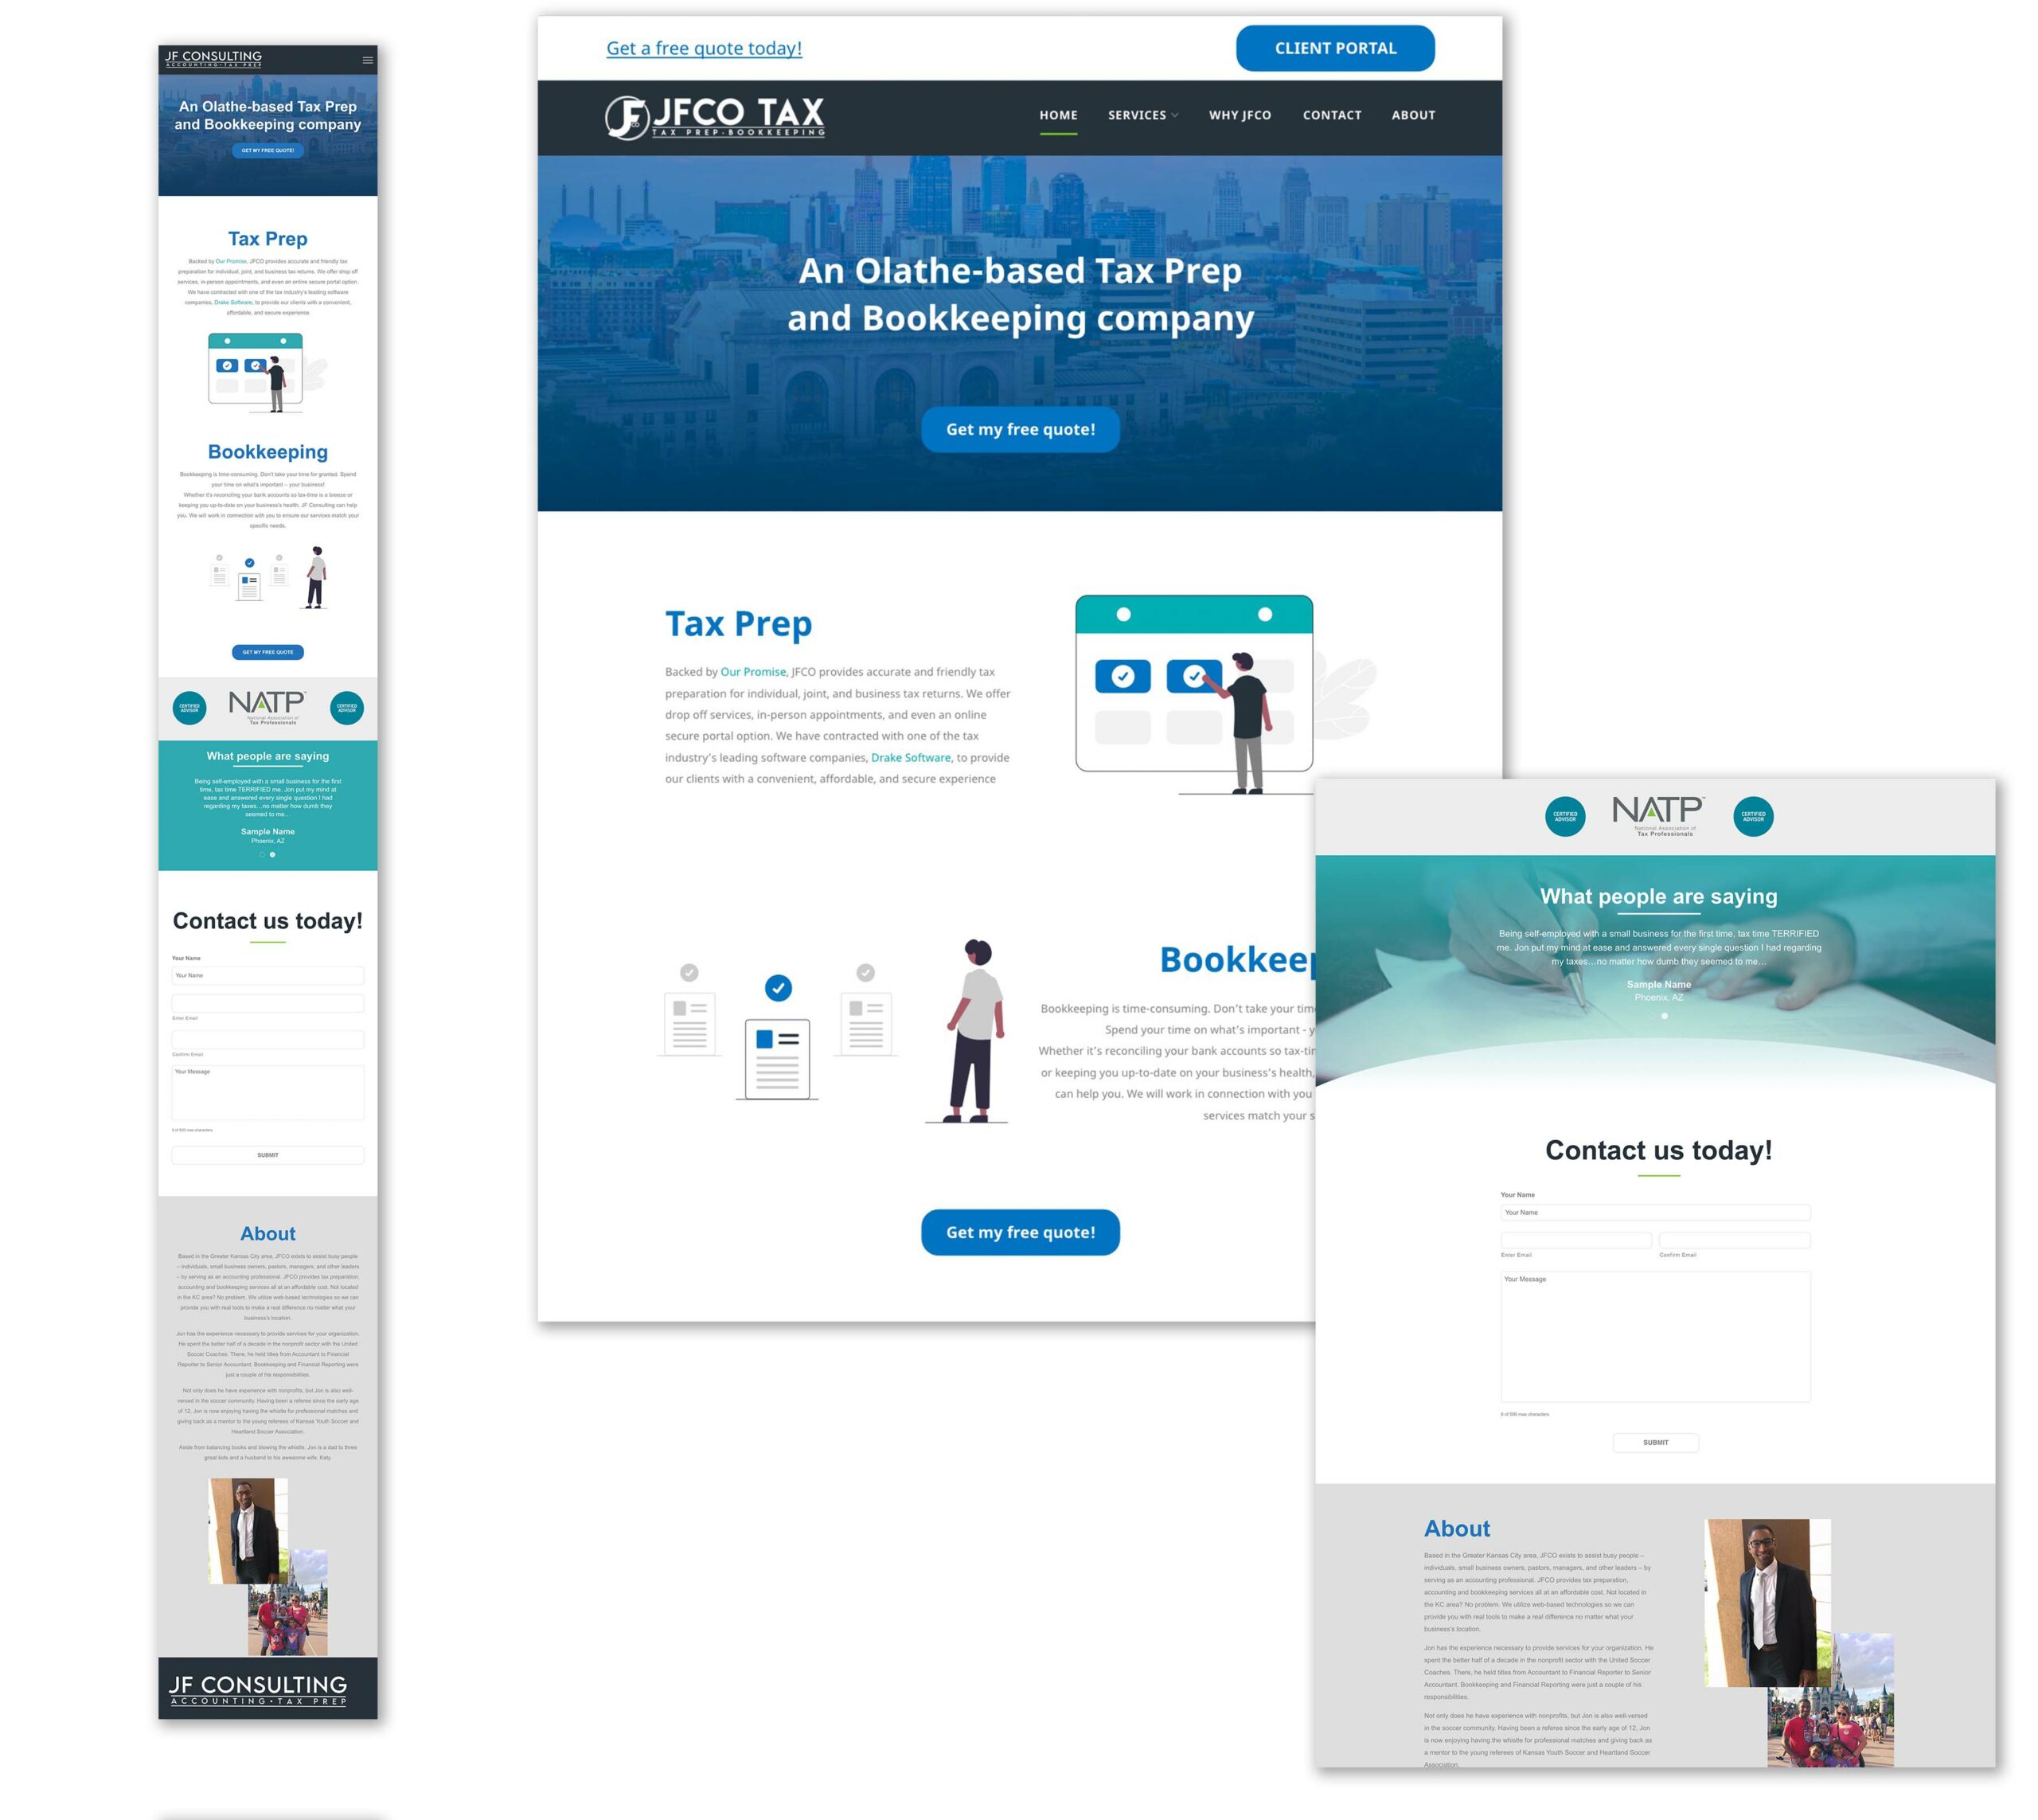 JF CONSULTING
ACCOUNTING•TAX PREP
An Olathe-based Tax Prep
and Bookkeeping company
GET MY FREE QUOTE!
Tax Prep
Backed by Our Promise, JFCO provides accurate and friendly tax
preparation for individual, joint, and business tax returns. We offer drop off
services, in-person appointments, and even an online secure portal option.
We have contracted with one of the tax industry's leading software
companies, Drake Software, to provide our clients with a convenient,
affordable, and secure experience
Bookkeeping
Bookkeeping is time-consuming. Don't take your time for granted. Spend
your time on what's important – your business!
Whether it's reconciling your bank accounts so tax-time is a breeze or
keeping you up-to-date on your business's health, JF Consulting can help
you. We will work in connection with you to ensure our services match your
specific needs.
GET MY FREE QUOTE
CERTIFIED
ADVISOR
NATP™
National Association of
Tax Professionals
CERTIFIED
ADVISOR
What people are saying
Being self-employed with a small business for the first
time, tax time TERRIFIED me. Jon put my mind at
ease and answered every single question I had
regarding my taxes…no matter how dumb they
seemed to me…
Sample Name
Phoenix, AZ
Contact us today!
Your Name
Your Name
Enter Email
Confirm Email
Your Message
0 of 600 max characters
SUBMIT
About
Based in the Greater Kansas City area, JFCO exists to assist busy people
– individuals, small business owners, pastors, managers, and other leaders
– by serving as an accounting professional. JFCO provides tax preparation,
accounting and bookkeeping services all at an affordable cost. Not located
in the KC area? No problem. We utilize web-based technologies so we can
provide you with real tools to make a real difference no matter what your
business's location.
Jon has the experience necessary to provide services for your organization.
He spent the better half of a decade in the nonprofit sector with the United
Soccer Coaches. There, he held titles from Accountant to Financial
Reporter to Senior Accountant. Bookkeeping and Financial Reporting were
just a couple of his responsibilities.
Not only does he have experience with nonprofits, but Jon is also well-
versed in the soccer community. Having been a referee since the early age
of 12, Jon is now enjoying having the whistle for professional matches and
giving back as a mentor to the young referees of Kansas Youth Soccer and
Heartland Soccer Association.
Aside from balancing books and blowing the whistle, Jon is a dad to three
great kids and a husband to his awesome wife, Katy.
JF CONSULTING
ACCOUNTING•TAX PREP
Get a free quote today!
CLIENT PORTAL
JFCO TAX
TAX PREP•BOOKKEEPING
HOME
SERVICES
WHY JFCO
CONTACT
ABOUT
An Olathe-based Tax Prep
and Bookkeeping company
Get my free quote!
Tax Prep
Backed by Our Promise, JFCO provides accurate and friendly tax
preparation for individual, joint, and business tax returns. We offer
drop off services, in-person appointments, and even an online
secure portal option. We have contracted with one of the tax
industry's leading software companies, Drake Software, to provide
our clients with a convenient, affordable, and secure experience
Bookkeep
Bookkeeping is time-consuming. Don't take your tim
Spend your time on what's important - y
Whether it's reconciling your bank accounts so tax-tim
or keeping you up-to-date on your business's health,
can help you. We will work in connection with you
services match your s
Get my free quote!
CERTIFIED
ADVISOR
NATP™
National Association of
Tax Professionals
CERTIFIED
ADVISOR
What people are saying
Being self-employed with a small business for the first time, tax time TERRIFIED
me. Jon put my mind at ease and answered every single question I had regarding
my taxes…no matter how dumb they seemed to me…
Sample Name
Phoenix, AZ
Contact us today!
Your Name
Your Name
Enter Email
Confirm Email
Your Message
SUBMIT
About
Based in the Greater Kansas City area, JFCO exists to assist busy people –
individuals, small business owners, pastors, managers, and other leaders – by
serving as an accounting professional. JFCO provides tax preparation,
accounting and bookkeeping services all at an affordable cost. Not located in
the KC area? No problem. We utilize web-based technologies so we can
provide you with real tools to make a real difference no matter what your
business's location.
Jon has the experience necessary to provide services for your organization. He
spent the better half of a decade in the nonprofit sector with the United Soccer
Coaches. There, he held titles from Accountant to Financial Reporter to Senior
Accountant. Bookkeeping and Financial Reporting were just a couple of his
responsibilities.
Not only does he have experience with nonprofits, but Jon is also well-versed
in the soccer community. Having been a referee since the early age of 12, Jon
is now enjoying having the whistle for professional matches and giving back as
a mentor to the young referees of Kansas Youth Soccer and Heartland Soccer
Association.